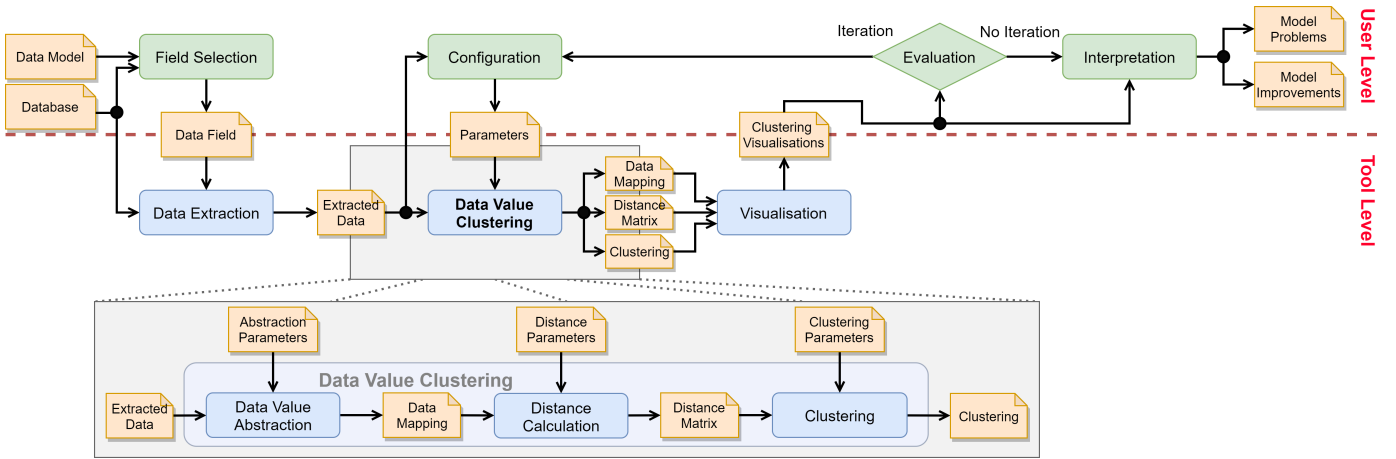 Data Model
Field Selection
Database
Data Field
Data Extraction
Extracted
Data
Configuration
Parameters
Data Value
Clustering
Data
Mapping
Distance
Matrix
Clustering
Visualisation
Clustering
Visualisations
Iteration
Evaluation
No Iteration
Interpretation
Model
Problems
Model
Improvements
User Level
Tool Level
Abstraction
Parameters
Distance
Parameters
Clustering
Parameters
Data Value Clustering
Extracted
Data
Data Value
Abstraction
Data
Mapping
Distance
Calculation
Distance
Matrix
Clustering
Clustering